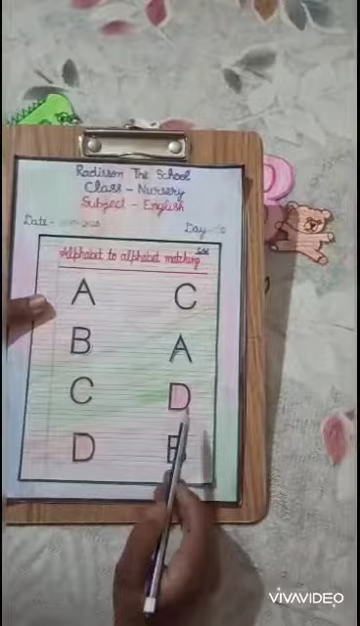 Radisson The School
Class - Nursery
Subject - English
Date -
Day -
Alphabet to alphabet matching
A C
B A
C D
D B
VIVAVIDEO